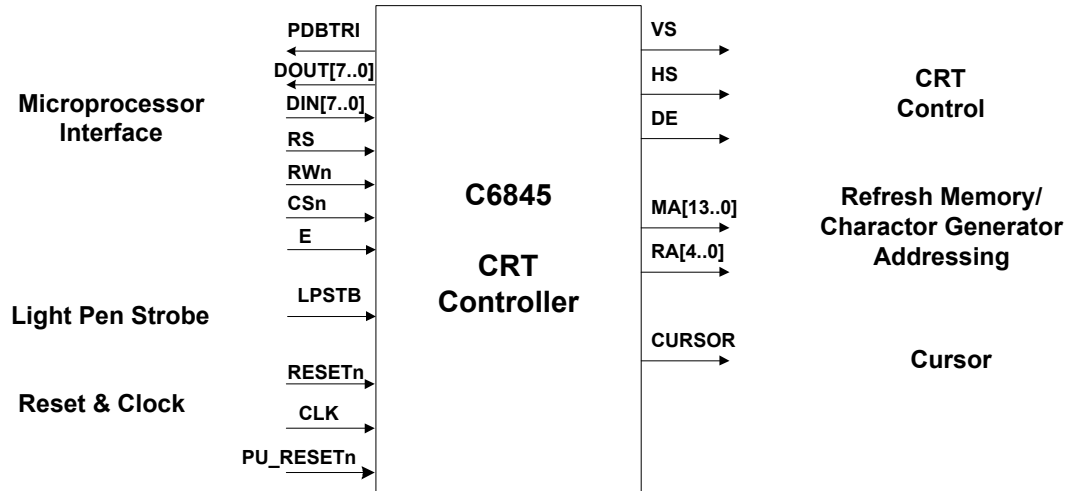 Microprocessor
Interface
Light Pen Strobe
Reset & Clock
PDBTRI
DOUT[7..0]
DIN[7..0]
RS
RWn
CSn
E
LPSTB
RESETn
CLK
PU_RESETn
C6845
CRT
Controller
VS
HS
DE
MA[13..0]
RA[4..0]
CURSOR
CRT
Control
Refresh Memory/
Charactor Generator
Addressing
Cursor